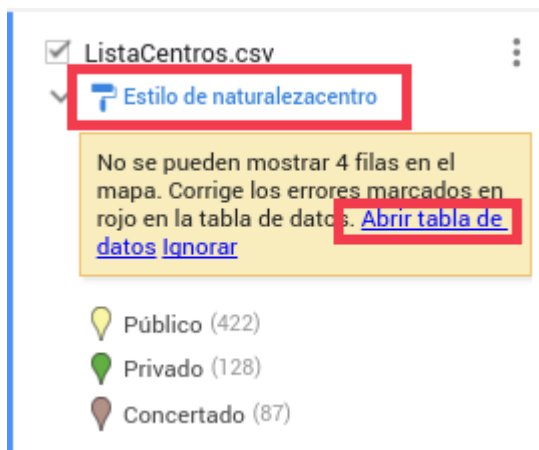 ListaCentros.csv
Estilo de naturalezacentro
No se pueden mostrar 4 filas en el
mapa. Corrige los errores marcados en
rojo en la tabla de datos. Abrir tabla de
datos Ignorar
Público (422)
Privado (128)
Concertado (87)